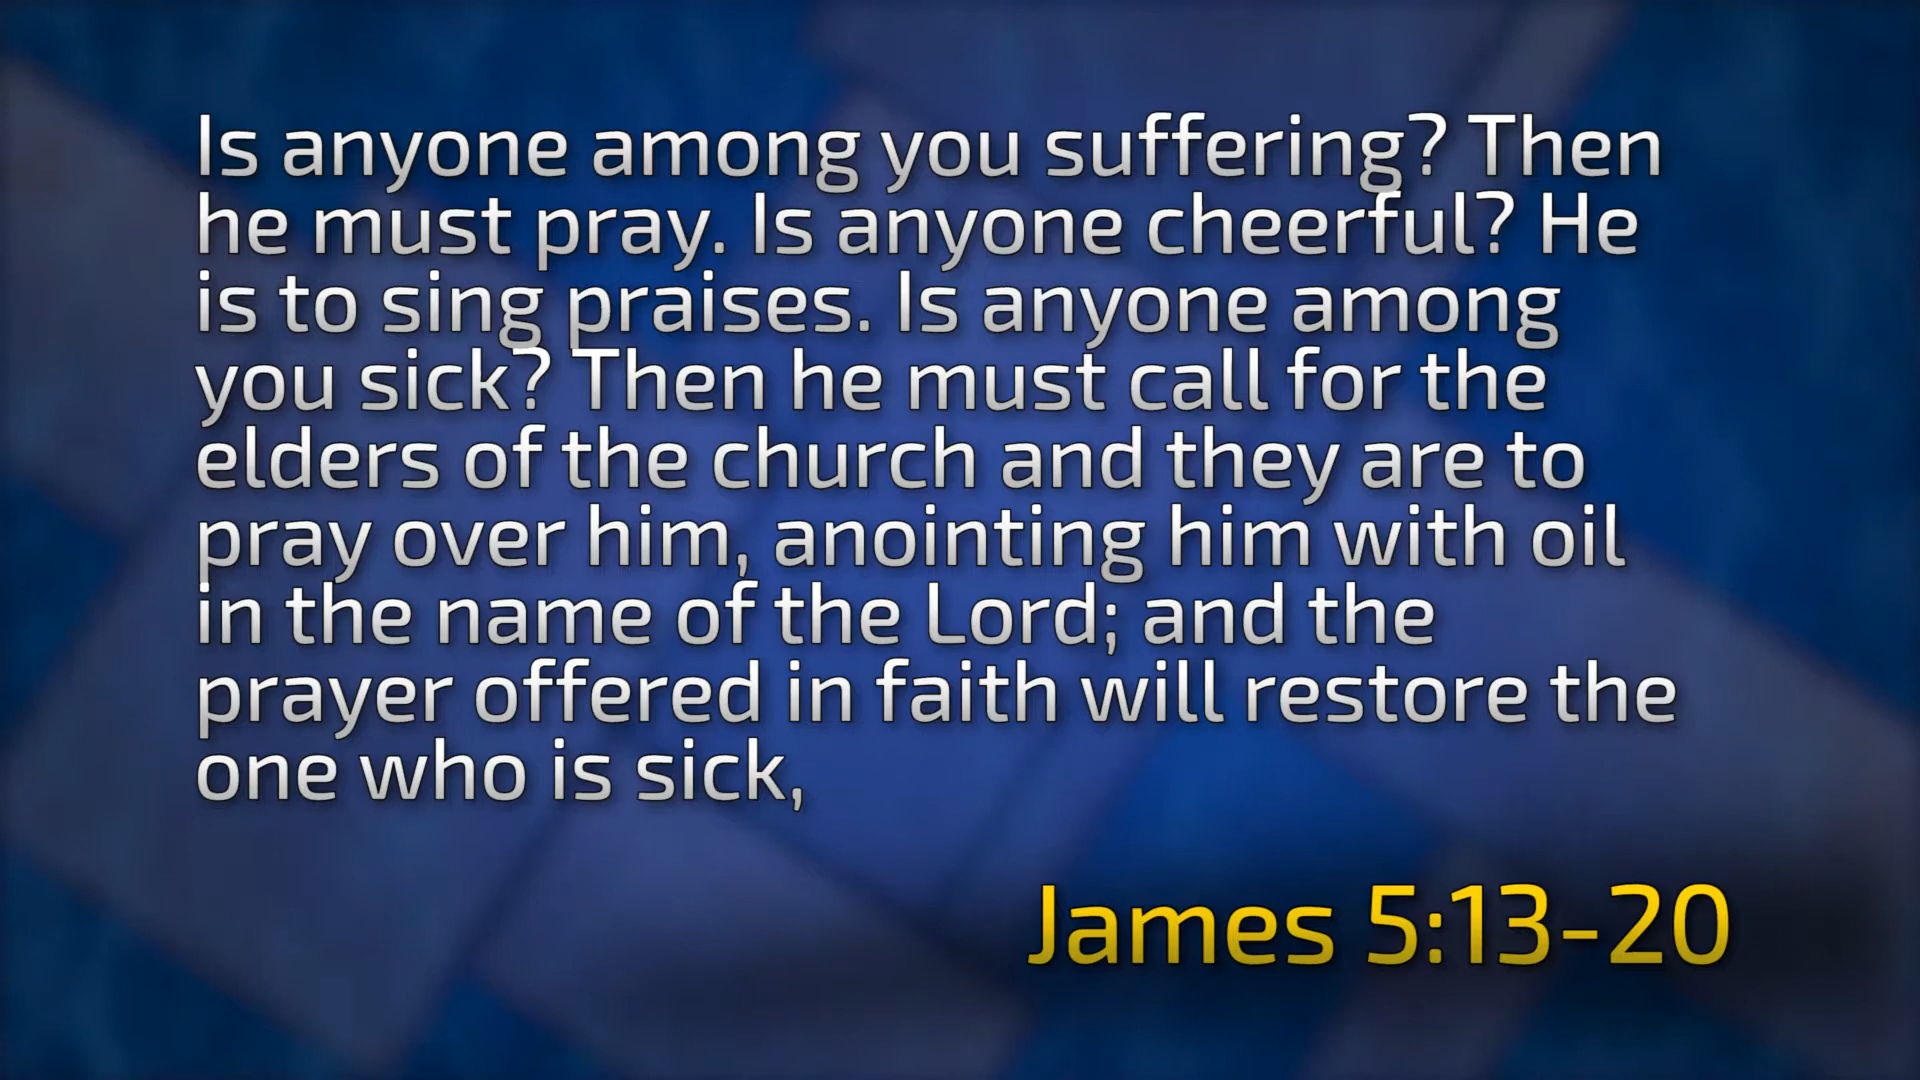 Is anyone among you suffering? Then
he must pray. Is anyone cheerful? He
is to sing praises. Is anyone among
you sick? Then he must call for the
elders of the church and they are to
pray over him, anointing him with oil
in the name of the Lord; and the
prayer offered in faith will restore the
one who is sick,
James 5:13-20